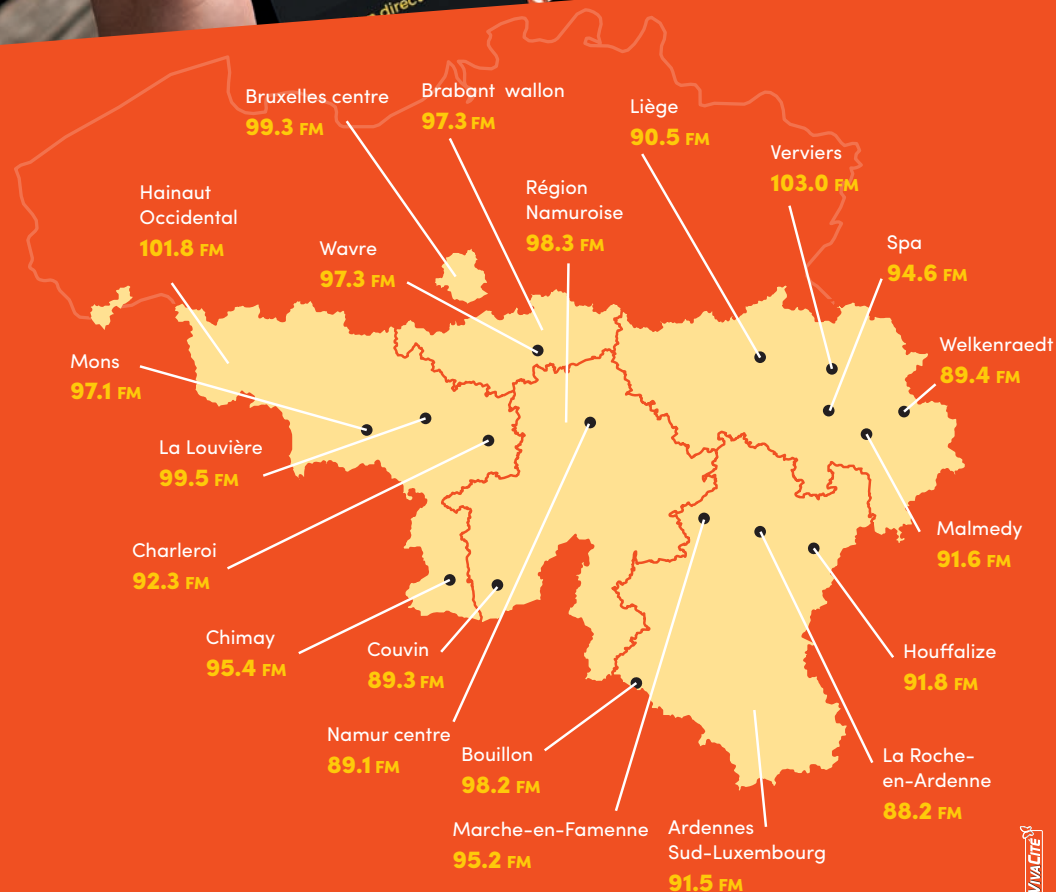 direct
Bruxelles centre
99.3 FM
Brabant wallon
97.3 FM
Liège
90.5 FM
Verviers
103.0 FM
Hainaut
Occidental
101.8 FM
Région
Namuroise
98.3 FM
Wavre
97.3 FM
Spa
94.6 FM
Welkenraedt
89.4 FM
Mons
97.1 FM
La Louvière
99.5 FM
Charleroi
92.3 FM
Malmedy
91.6 FM
Chimay
95.4 FM
Couvin
89.3 FM
Houffalize
91.8 FM
Namur centre
89.1 FM
Bouillon
98.2 FM
La Roche-
en-Ardenne
88.2 FM
Marche-en-Famenne
95.2 FM
Ardennes
Sud-Luxembourg
91.5 FM
VIVACITÉ